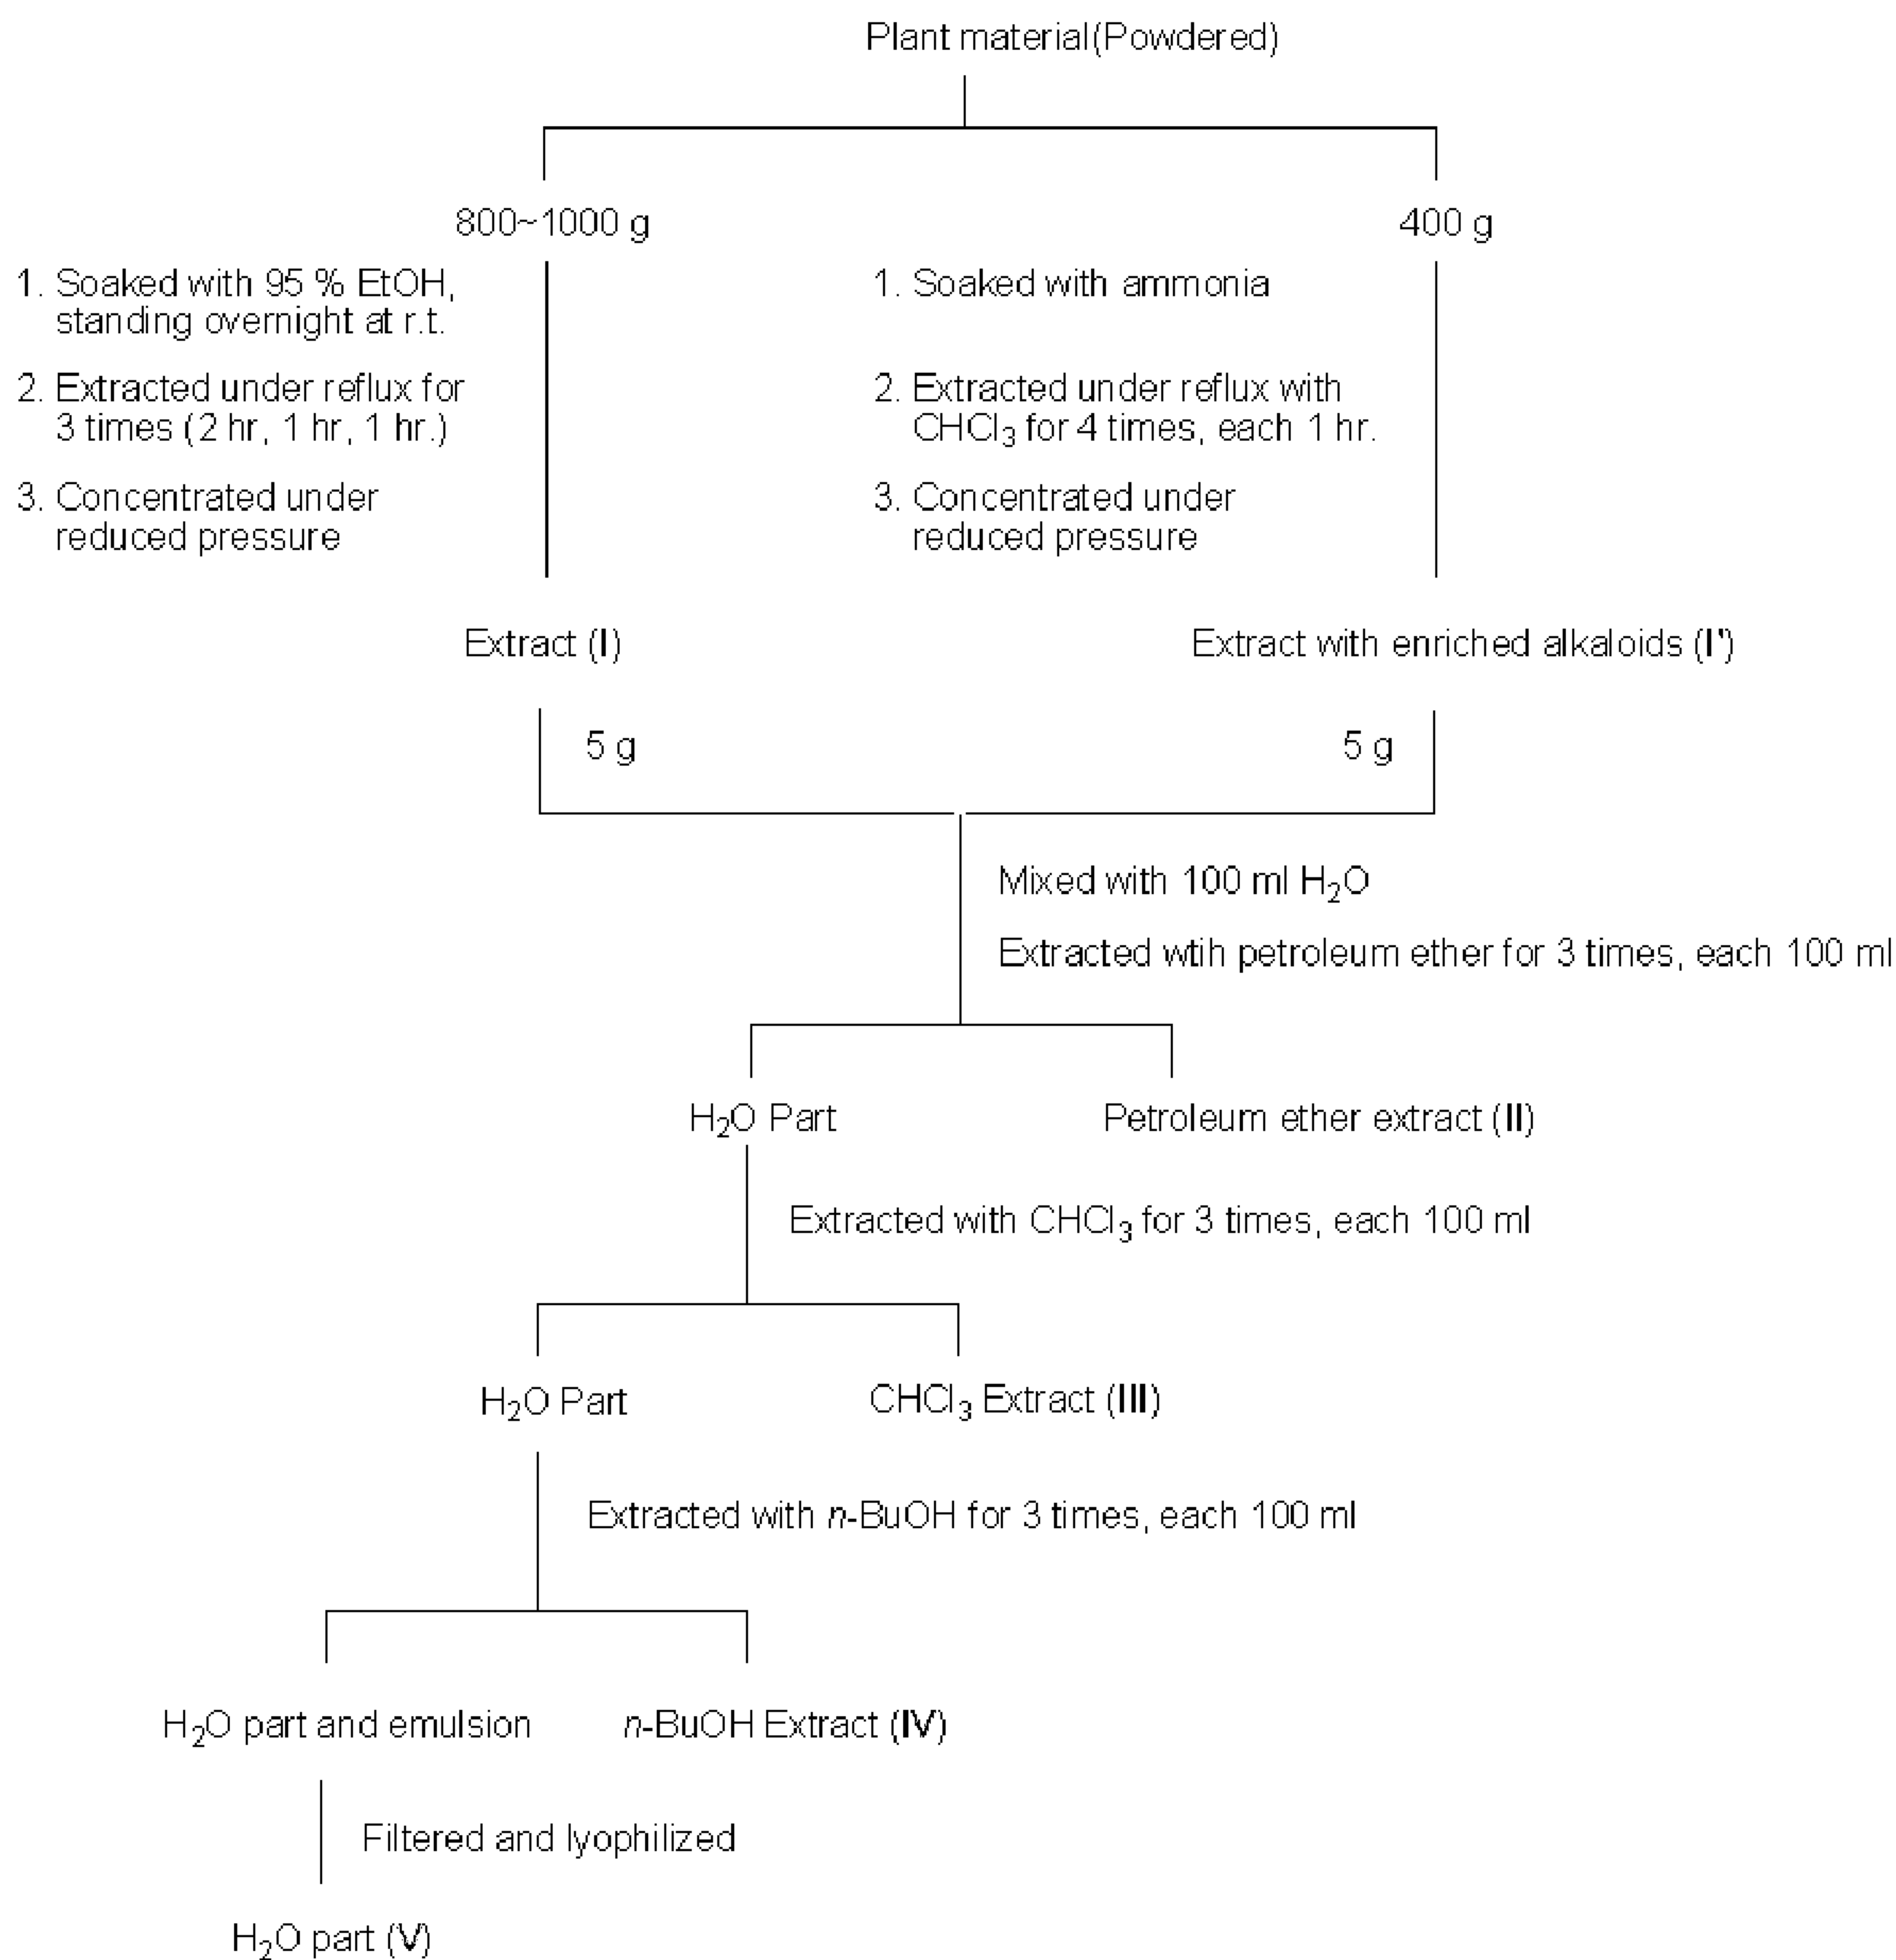 Plant material(Powdered)
800~1000 g
400 g
1. Soaked with 95 % EtOH,
standing overnight at r.t.
2. Extracted under reflux for
3 times (2 hr, 1 hr, 1 hr.)
3. Concentrated under
reduced pressure
1. Soaked with ammonia
2. Extracted under reflux with
CHCl₃ for 4 times, each 1 hr.
3. Concentrated under
reduced pressure
Extract (I)
Extract with enriched alkaloids (I')
5 g
5 g
Mixed with 100 ml H₂O
Extracted wtih petroleum ether for 3 times, each 100 ml
H₂O Part
Petroleum ether extract (II)
Extracted with CHCl₃ for 3 times, each 100 ml
H₂O Part
CHCl₃ Extract (III)
Extracted with n-BuOH for 3 times, each 100 ml
H₂O part and emulsion
n-BuOH Extract (IV)
Filtered and lyophilized
H₂O part (V)